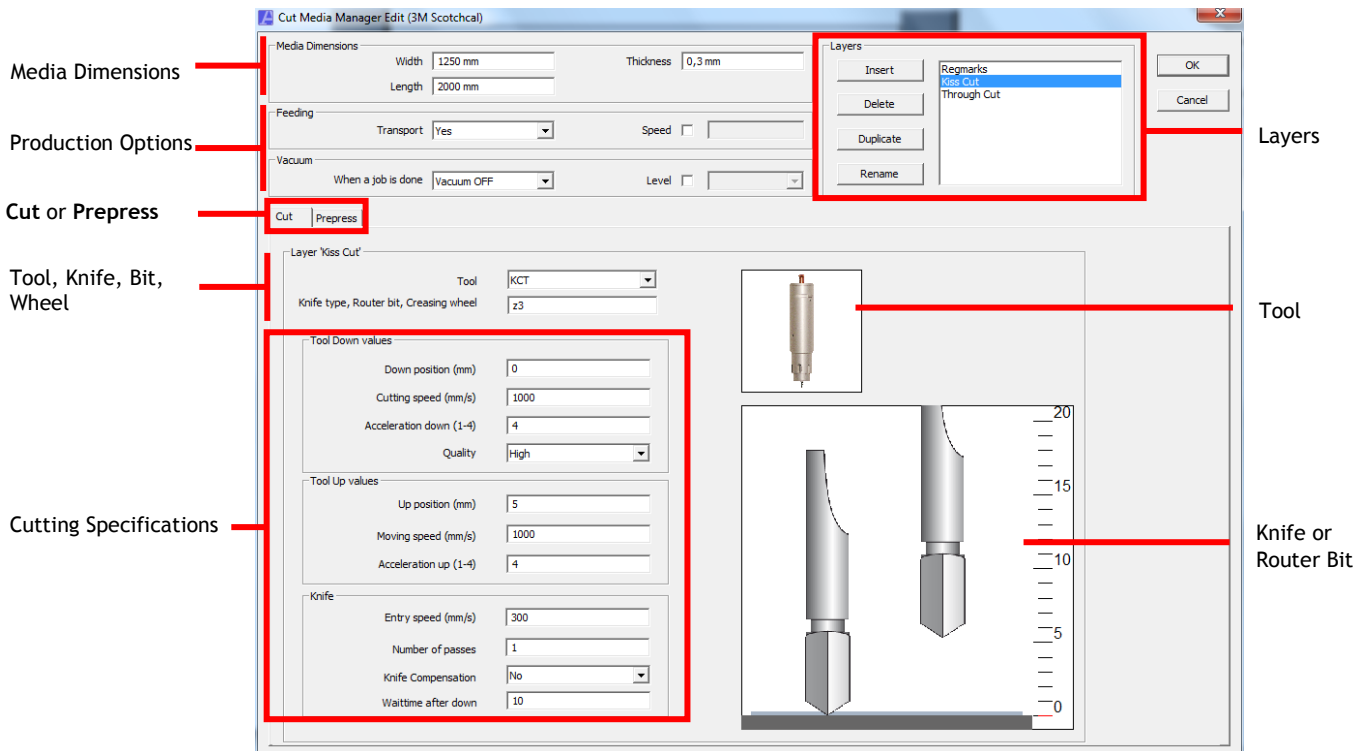 Cut Media Manager Edit (3M Scotchcal)
x
Media Dimensions
Media Dimensions
Width 1250 mm
Thickness 0,3 mm
Length 2000 mm
Production Options
Feeding
Transport Yes
Speed
Vacuum
When a job is done Vacuum OFF
Level
Layers
Insert
Delete
Duplicate
Rename
Regmarks
Kiss Cut
Through Cut
OK
Cancel
Layers
Cut or Prepress
Cut Prepress
Tool, Knife, Bit,
Wheel
Layer 'Kiss Cut'
Tool KCT
Knife type, Router bit, Creasing wheel z3
Tool
Cutting Specifications
Tool Down values
Down position (mm) 0
Cutting speed (mm/s) 1000
Acceleration down (1-4) 4
Quality High
Tool Up values
Up position (mm) 5
Moving speed (mm/s) 1000
Acceleration up (1-4) 4
Knife
Entry speed (mm/s) 300
Number of passes 1
Knife Compensation No
Waittime after down 10
20
15
10
5
0
Knife or
Router Bit